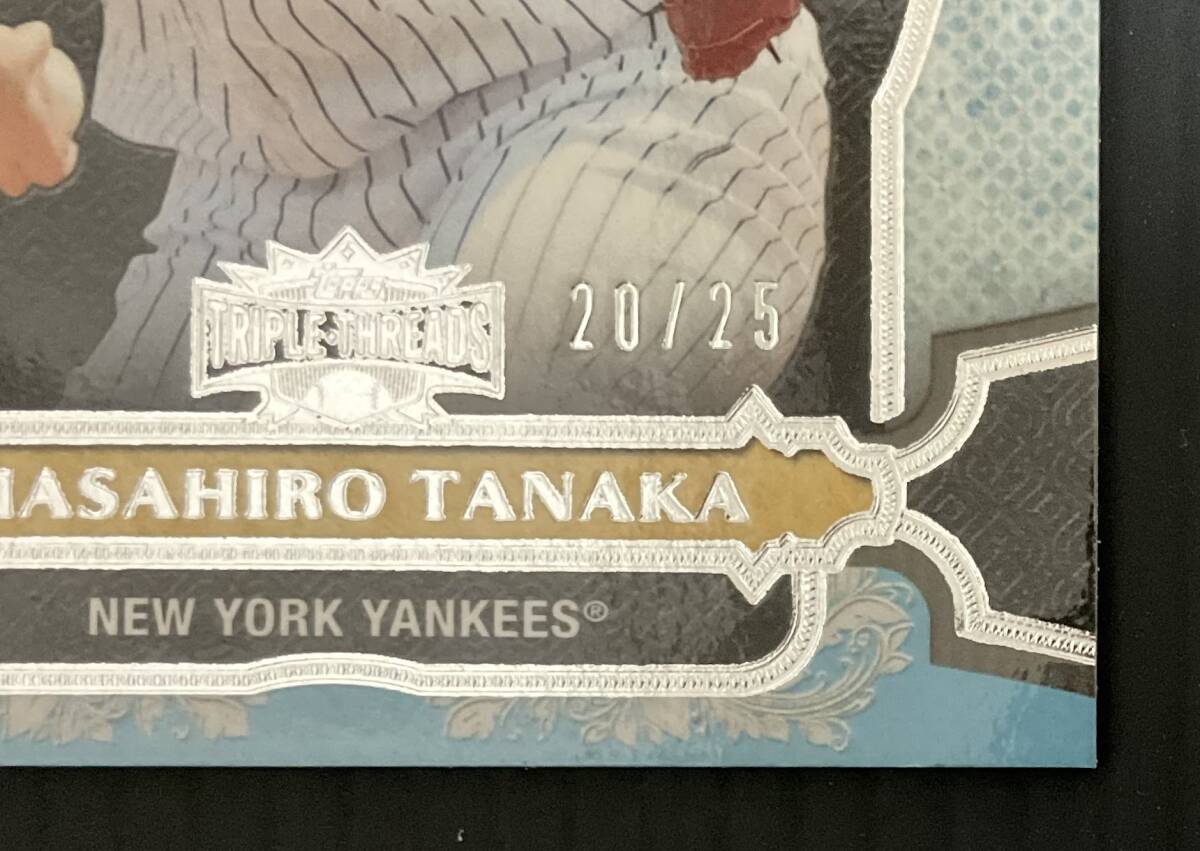 Topps
TRIPLE THREADS
20/25
MASAHIRO TANAKA
NEW YORK YANKEES®